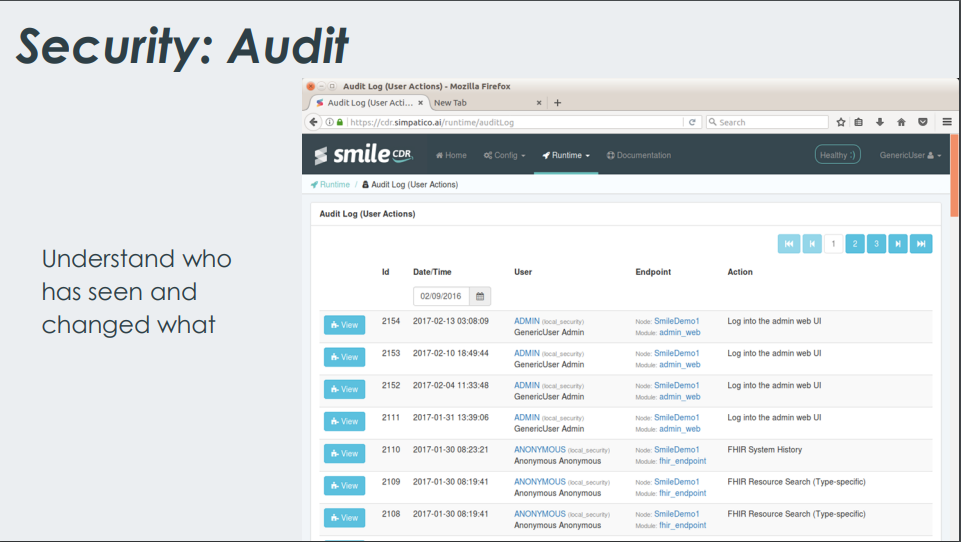 Security: Audit
Understand who
has seen and
changed what
Audit Log (User Actions) - Mozilla Firefox
Audit Log (User Acti... × New Tab × +
https://cdr.simpatico.ai/runtime/auditLog Search
smile CDR Home Config Runtime Documentation Healthy :) GenericUser
Runtime / Audit Log (User Actions)
Audit Log (User Actions)
1 2 3
Id Date/Time User Endpoint Action
02/09/2016
View 2154 2017-02-13 03:08:09 ADMIN (local_security) Node: SmileDemo1 Log into the admin web UI
GenericUser Admin Module: admin_web
View 2153 2017-02-10 18:49:44 ADMIN (local_security) Node: SmileDemo1 Log into the admin web UI
GenericUser Admin Module: admin_web
View 2152 2017-02-04 11:33:48 ADMIN (local_security) Node: SmileDemo1 Log into the admin web UI
GenericUser Admin Module: admin_web
View 2111 2017-01-31 13:39:06 ADMIN (local_security) Node: SmileDemo1 Log into the admin web UI
GenericUser Admin Module: admin_web
View 2110 2017-01-30 08:23:21 ANONYMOUS (local_security) Node: SmileDemo1 FHIR System History
Anonymous Anonymous Module: fhir_endpoint
View 2109 2017-01-30 08:19:41 ANONYMOUS (local_security) Node: SmileDemo1 FHIR Resource Search (Type-specific)
Anonymous Anonymous Module: fhir_endpoint
View 2108 2017-01-30 08:19:41 ANONYMOUS (local_security) Node: SmileDemo1 FHIR Resource Search (Type-specific)
Anonymous Anonymous Module: fhir_endpoint